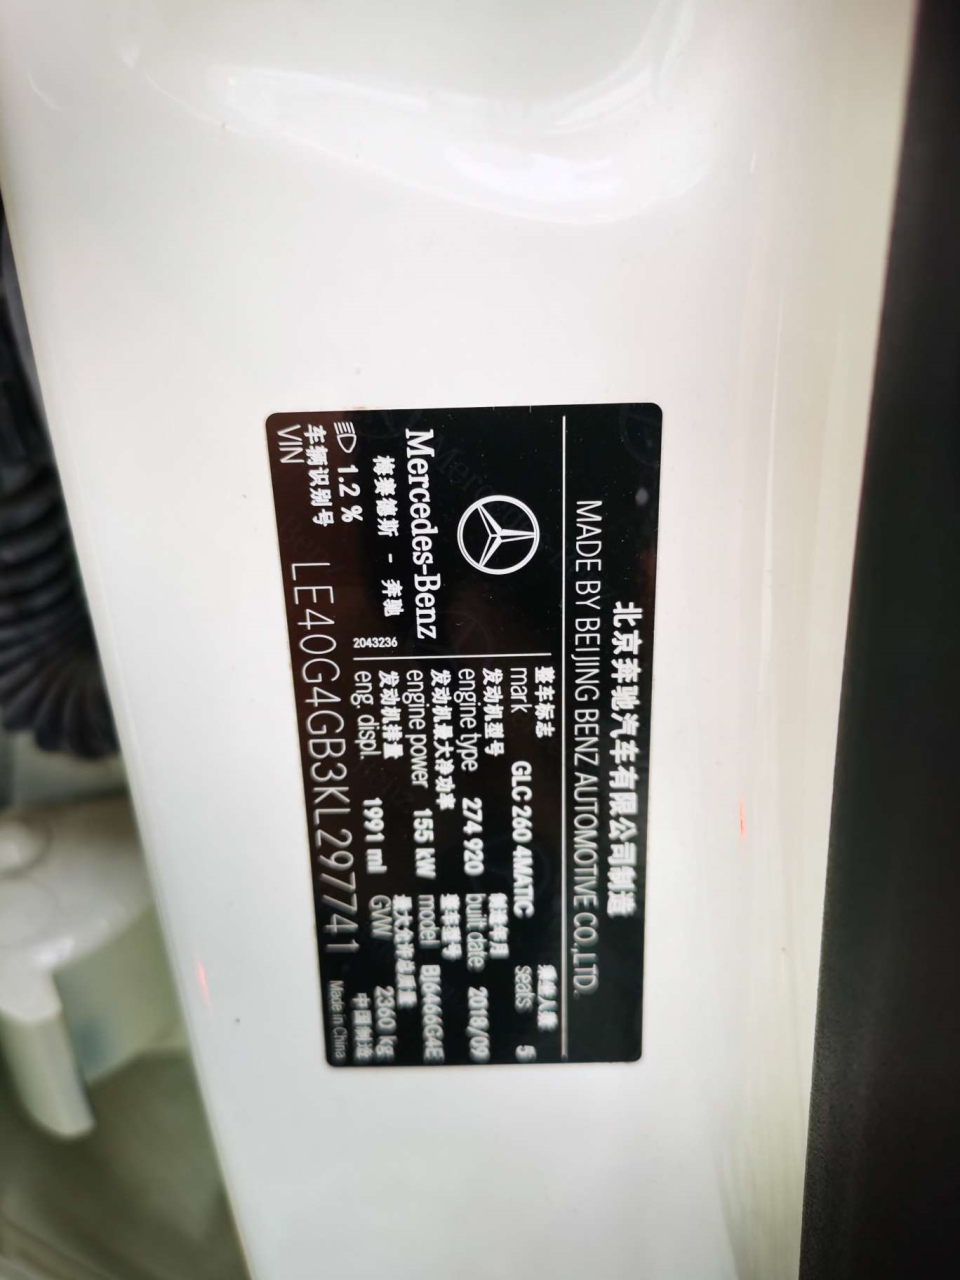 北京奔驰汽车有限公司制造
MADE BY BEIJING BENZ AUTOMOTIVE CO.,LTD.
Mercedes-Benz
梅赛德斯 - 奔驰
1.2 %
2043236
整车标志
mark GLC 260 4MATIC
乘坐人数
seats 5
发动机型号
engine type 274 920
制造年月
built date 2018/09
发动机最大净功率
engine power 155 kW
整车型号
model BJ6466G4E
发动机排量
eng. displ. 1991 ml
最大允许总质量
GVW 2360 kg
车辆识别号
VIN LE40G4GB3KL297741
中国制造
Made in China